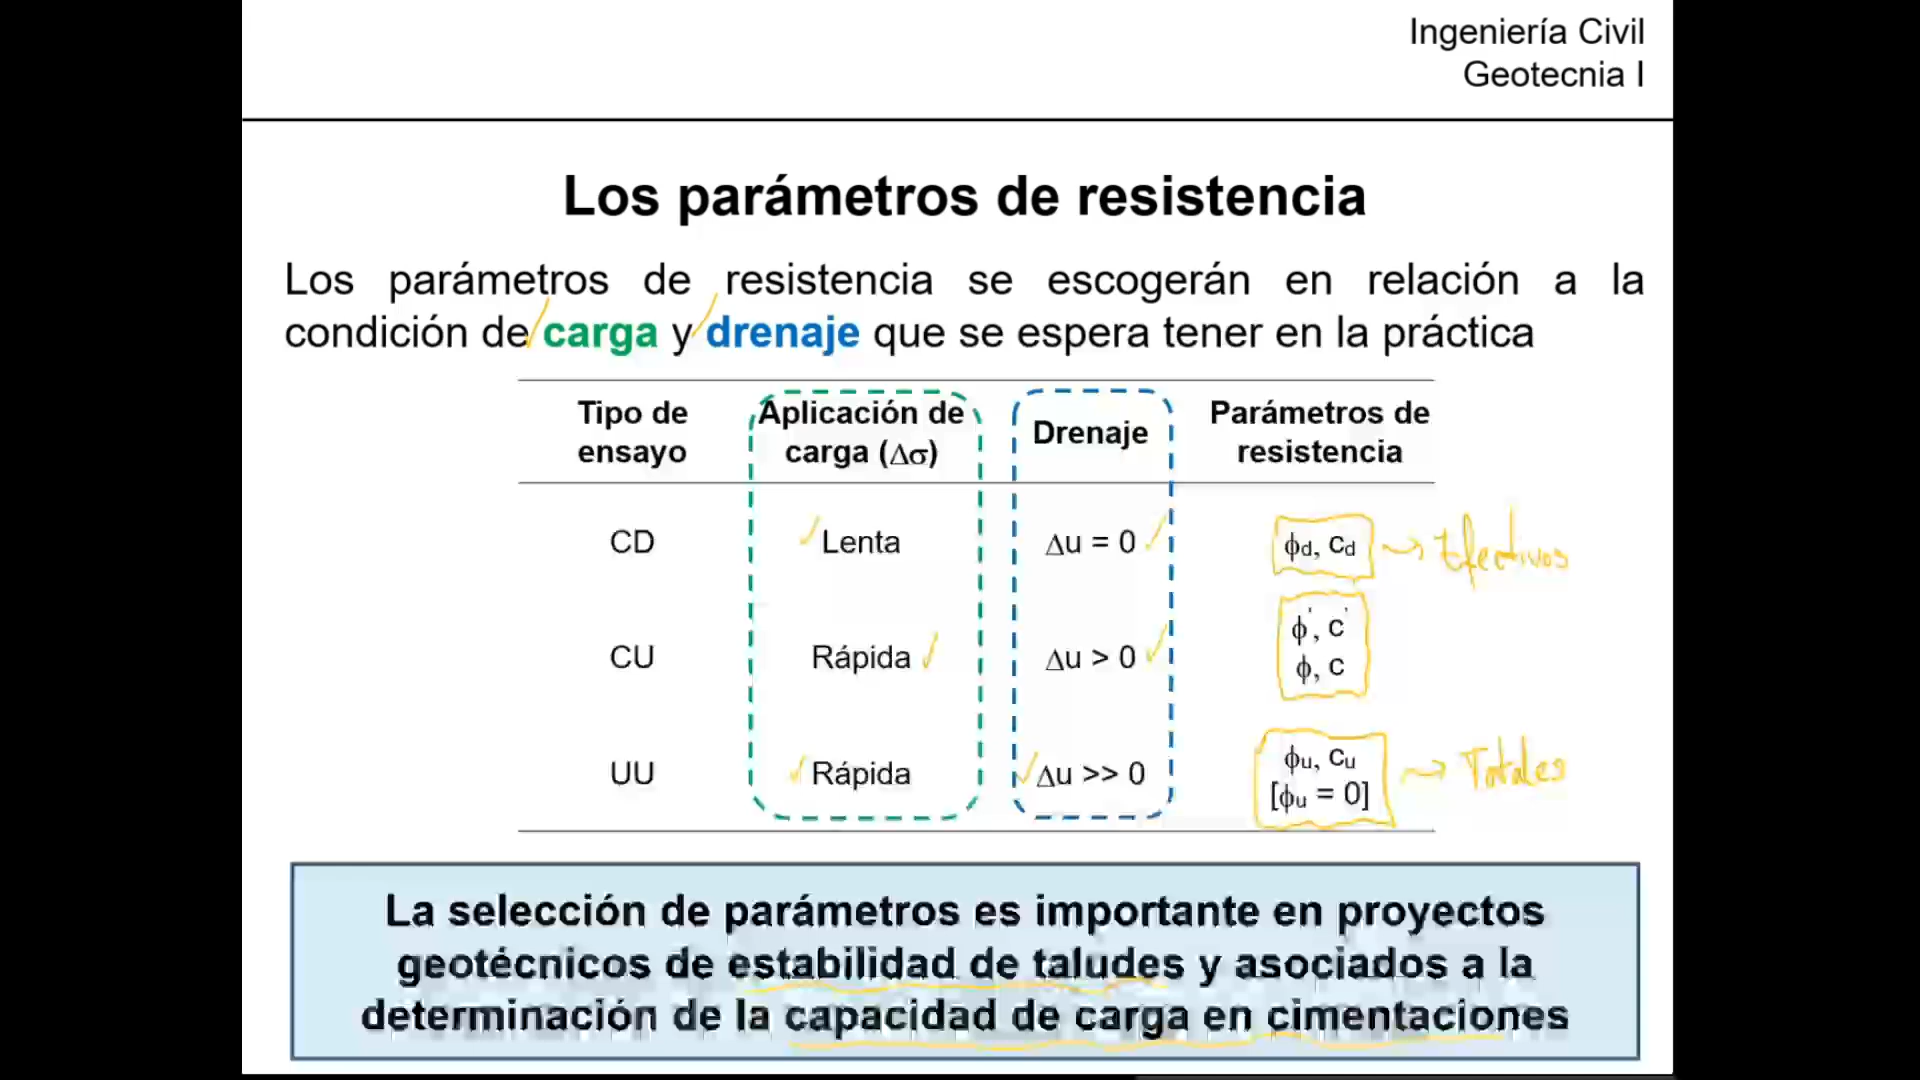 Ingeniería Civil
Geotecnia I
Los parámetros de resistencia
Los parámetros de resistencia se escogerán en relación a la
condición de carga y drenaje que se espera tener en la práctica
Tipo de ensayo
Aplicación de carga (Δσ)
Drenaje
Parámetros de resistencia
CD
Lenta
Δu = 0
ϕd, cd
Efectivos
CU
Rápida
Δu > 0
ϕ', c'
ϕ, c
UU
Rápida
Δu >> 0
ϕu, cu
[ϕu = 0]
Totales
La selección de parámetros es importante en proyectos
geotécnicos de estabilidad de taludes y asociados a la
determinación de la capacidad de carga en cimentaciones